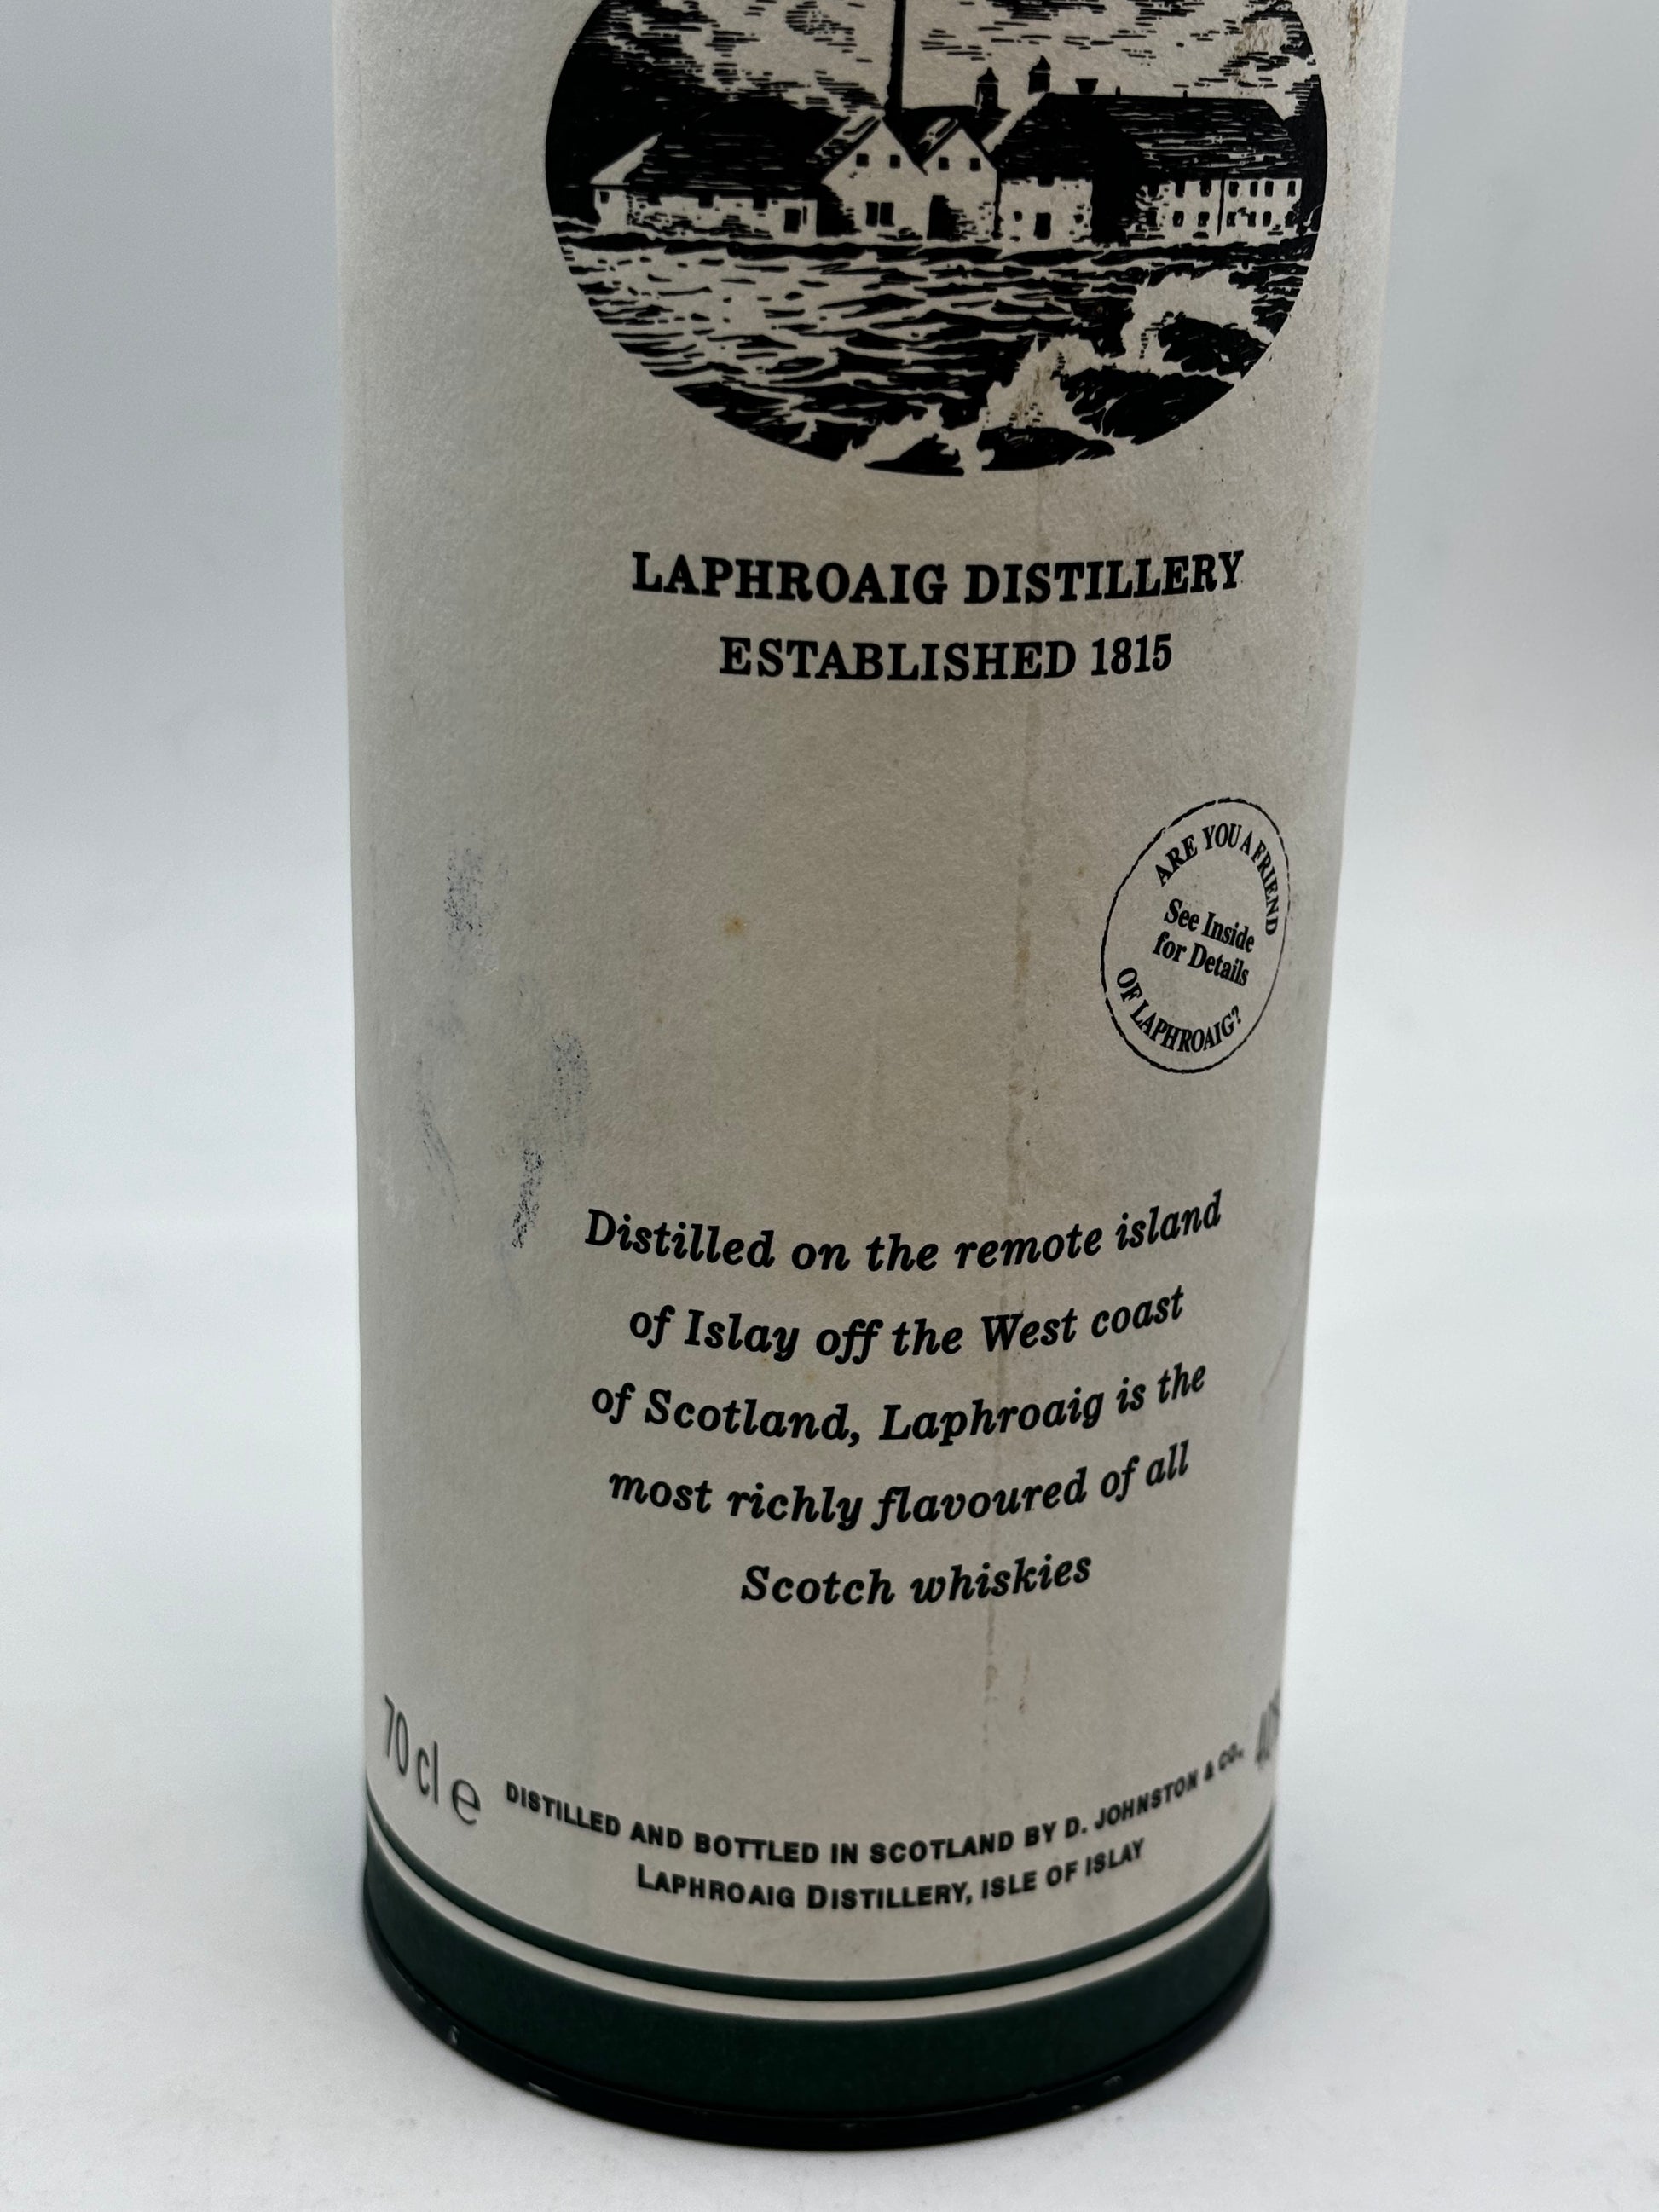 LAPHROAIG DISTILLERY
ESTABLISHED 1815
ARE YOU A FRIEND
See Inside
for Details
OF LAPHROAIG?
Distilled on the remote island
of Islay off the West coast
of Scotland, Laphroaig is the
most richly flavoured of all
Scotch whiskies
70 cl e
DISTILLED AND BOTTLED IN SCOTLAND BY D. JOHNSTON & CO.
LAPHROAIG DISTILLERY, ISLE OF ISLAY